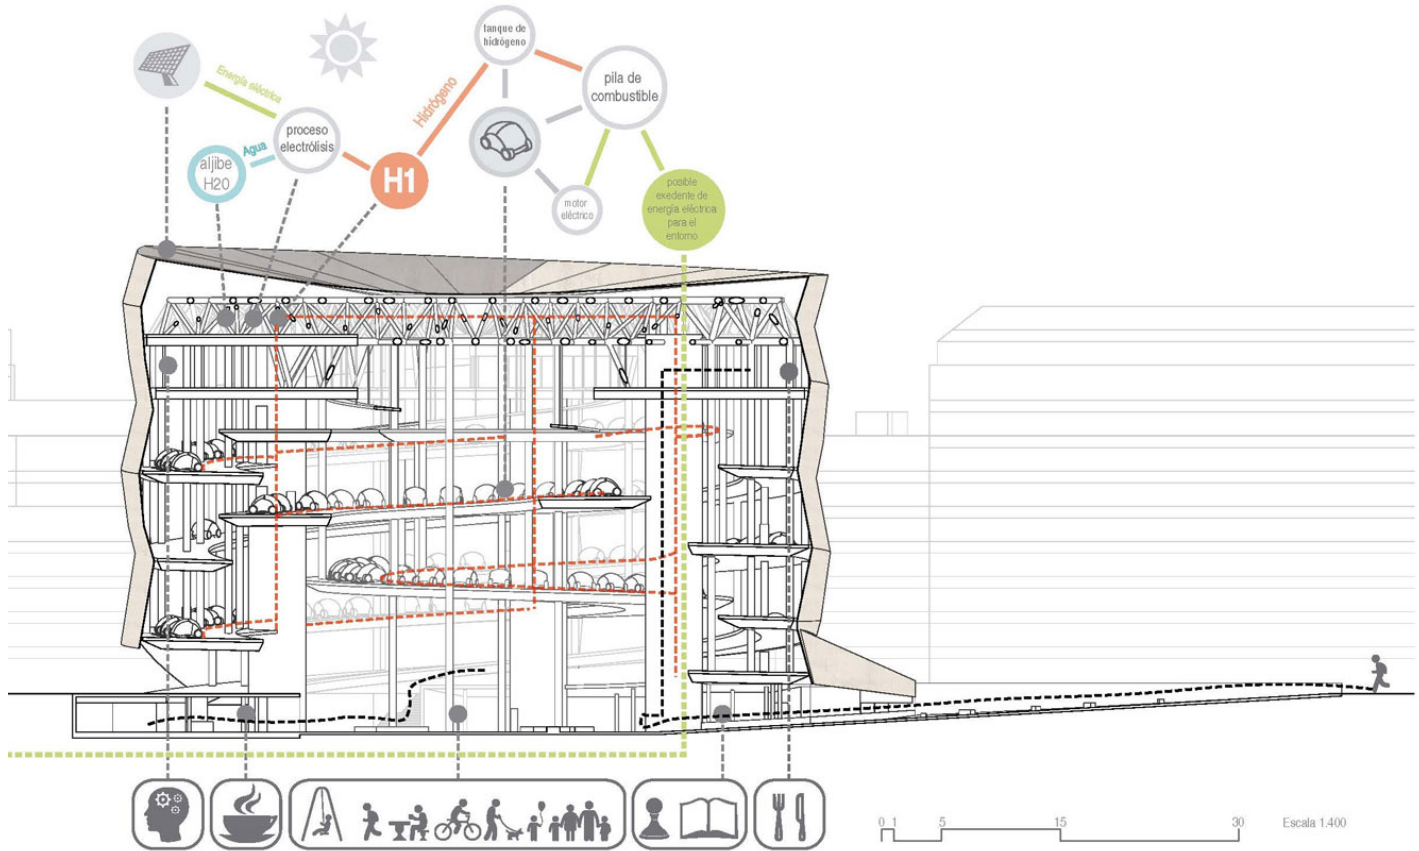 tanque de
hidrógeno
Energía eléctrica
Hidrógeno
pila de
combustible
proceso
electrólisis
Agua
aljibe
H20
H1
motor
eléctrico
posible
exedente de
energía eléctrica
para el
entorno
0 1 5 15 30 Escala 1.400